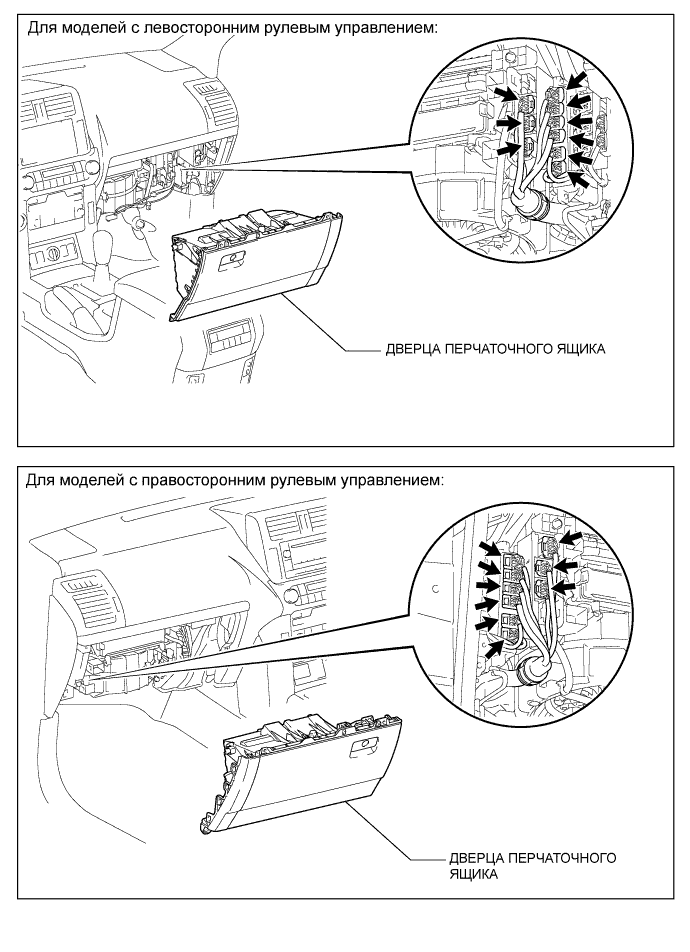 Для моделей с левосторонним рулевым управлением:
ДВЕРЦА ПЕРЧАТОЧНОГО ЯЩИКА
Для моделей с правосторонним рулевым управлением:
ДВЕРЦА ПЕРЧАТОЧНОГО
ЯЩИКА